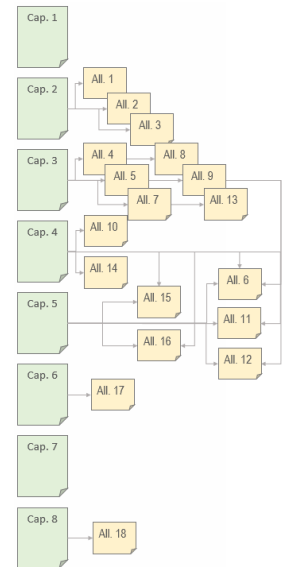 Cap. 1
Cap. 2
All. 1
All. 2
All. 3
Cap. 3
All. 4
All. 8
All. 5
All. 9
All. 7
All. 13
Cap. 4
All. 10
All. 14
All. 6
Cap. 5
All. 15
All. 11
All. 16
All. 12
Cap. 6
All. 17
Cap. 7
Cap. 8
All. 18